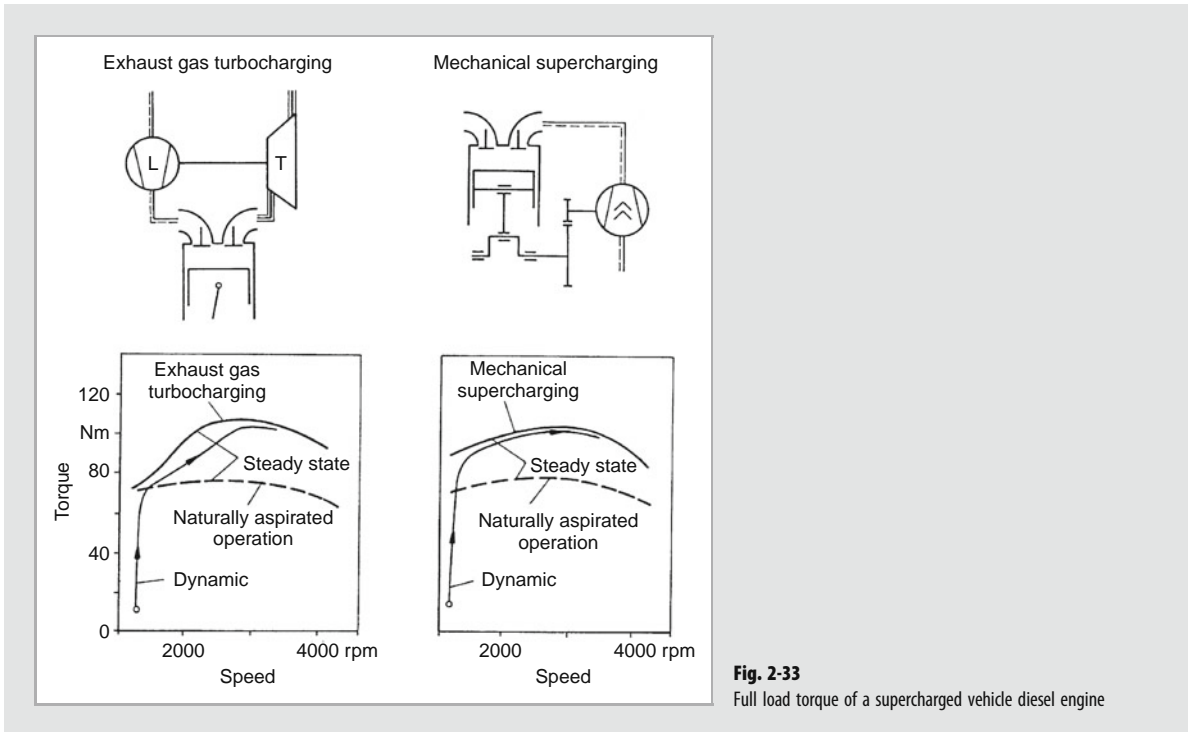 Exhaust gas turbocharging
Mechanical supercharging
L
T
Exhaust gas
turbocharging
120
Nm
80
Torque
40
0
Steady state
Naturally aspirated
operation
Dynamic
2000
4000 rpm
Speed
Mechanical
supercharging
Steady state
Naturally aspirated
operation
Dynamic
2000
4000 rpm
Speed
Fig. 2-33
Full load torque of a supercharged vehicle diesel engine